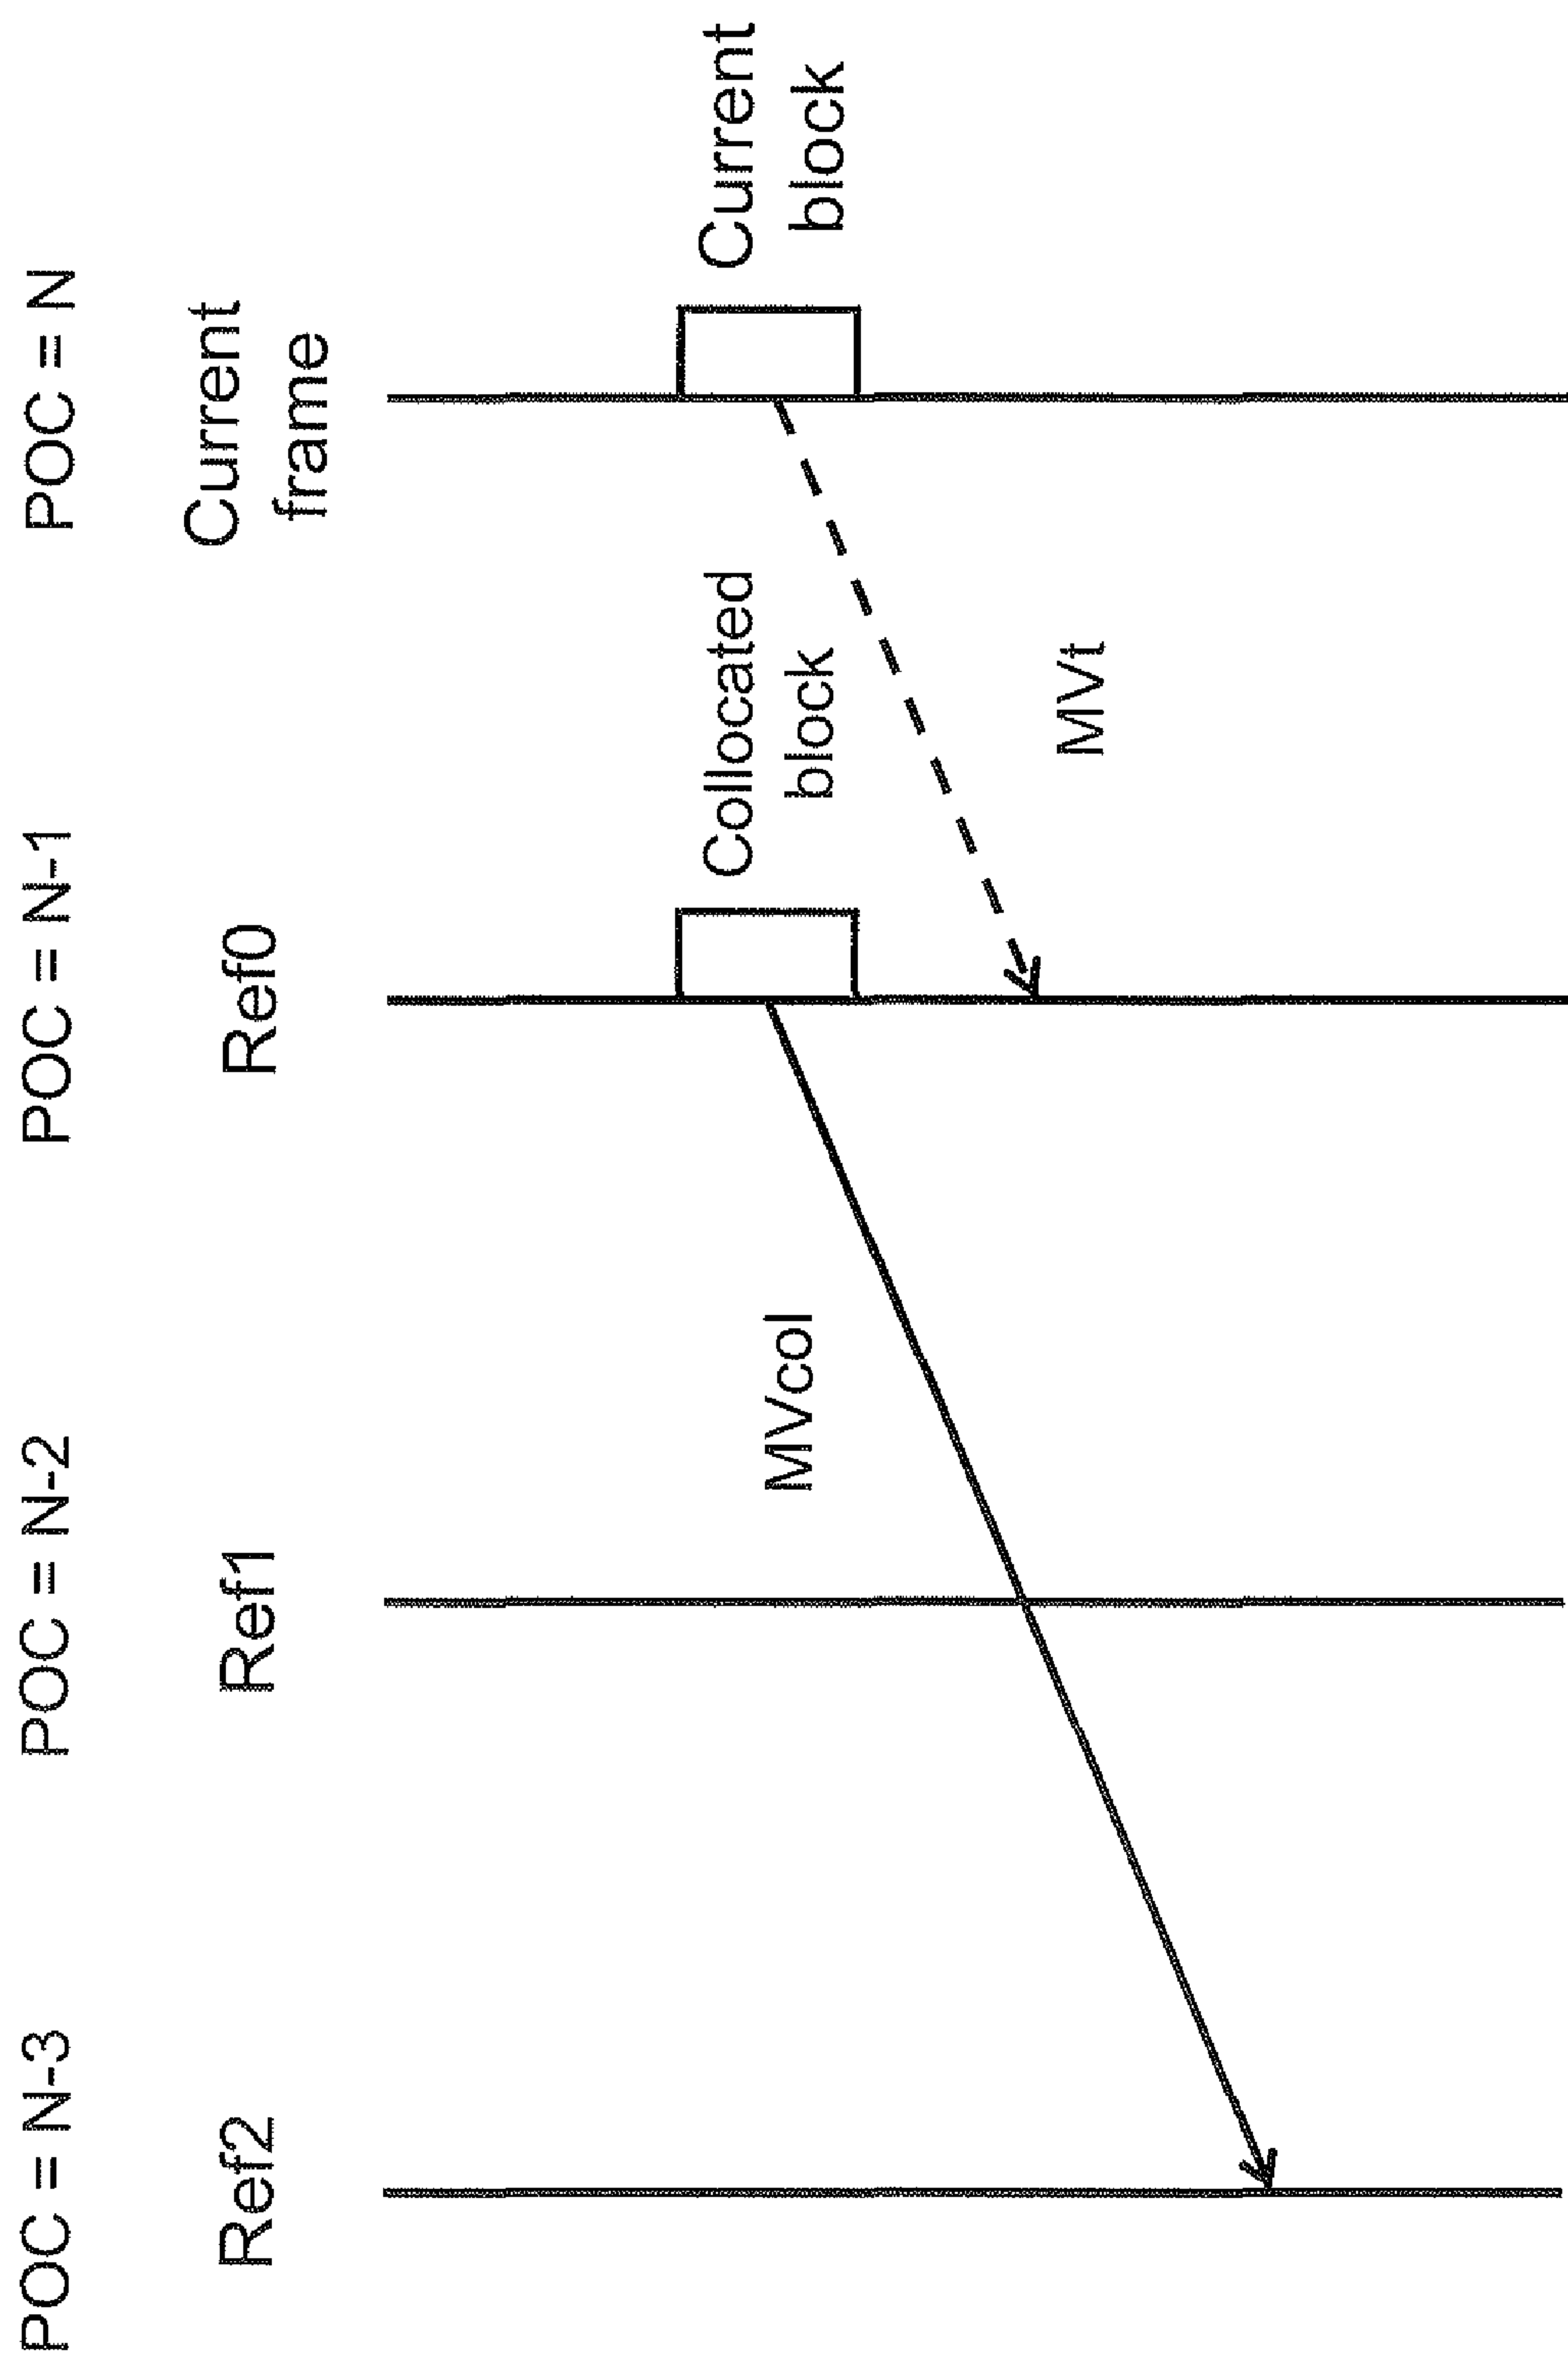 POC = N-3
POC = N-2
POC = N-1
POC = N
Ref2
Ref1
Ref0
Current
frame
MVcol
Collocated
block
Current
block
MVt